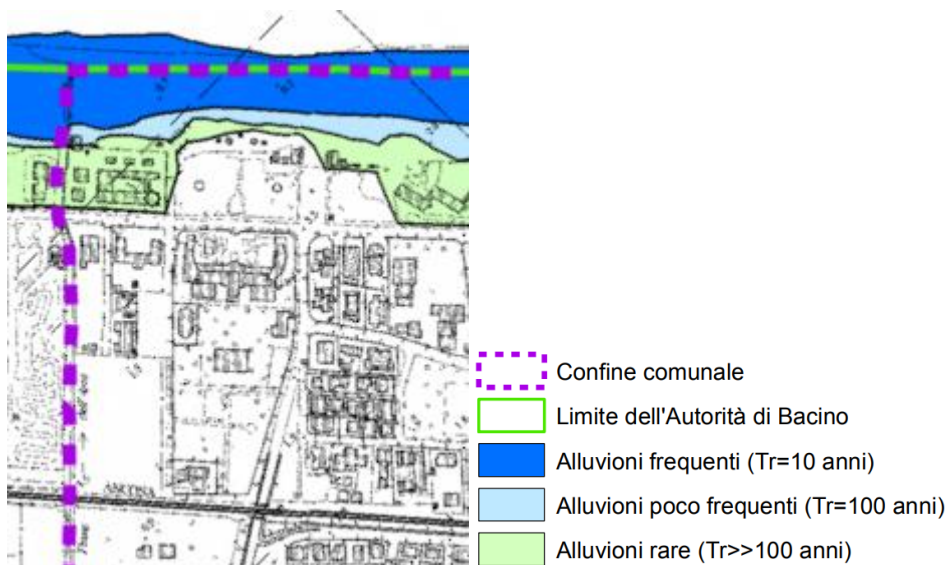 Confine comunale
Limite dell'Autorità di Bacino
Alluvioni frequenti (Tr=10 anni)
Alluvioni poco frequenti (Tr=100 anni)
Alluvioni rare (Tr>>100 anni)
ANCONA